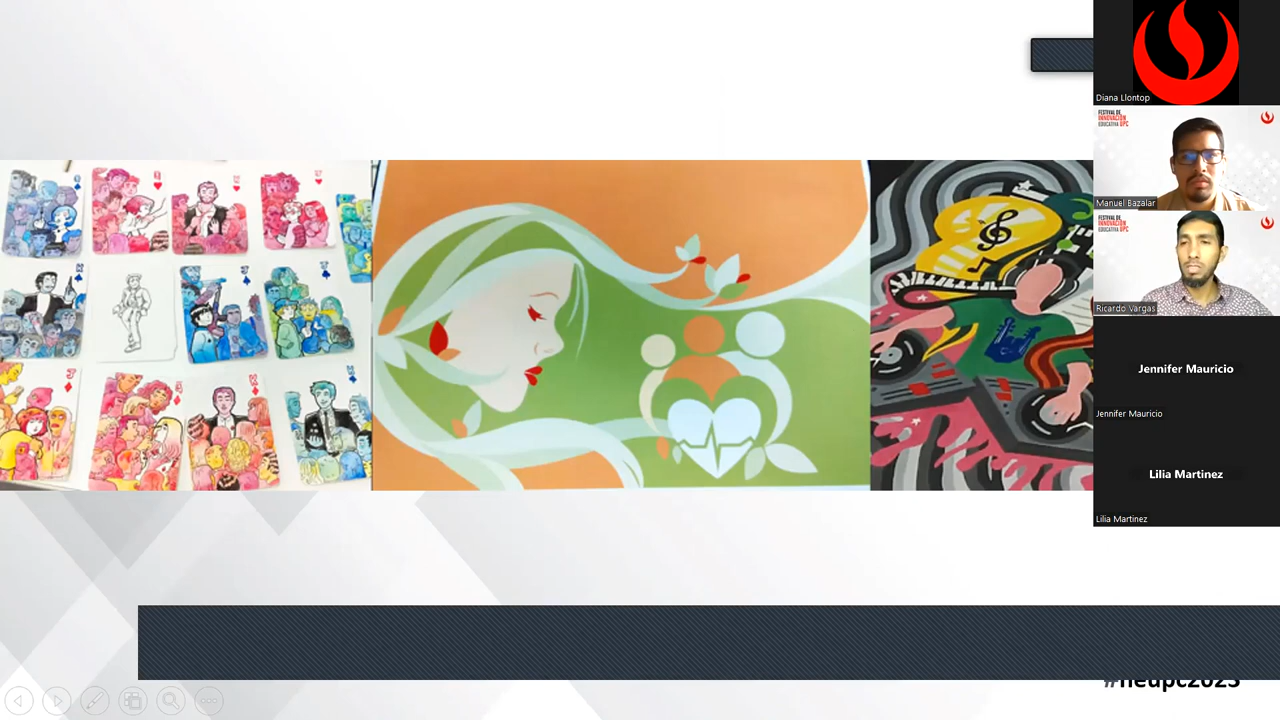 Diana Llontop
FESTIVAL DE
INNOVACIÓN
EDUCATIVA UPC
Manuel Bazalar
FESTIVAL DE
INNOVACIÓN
EDUCATIVA UPC
Ricardo Vargas
Jennifer Mauricio
Jennifer Mauricio
Lilia Martinez
Lilia Martinez